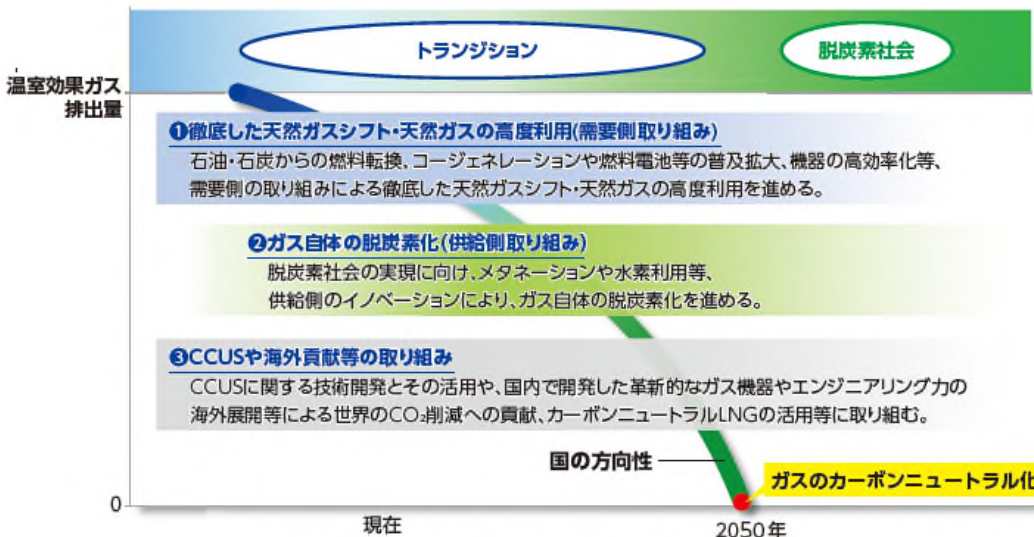 トランジション
脱炭素社会
温室効果ガス
排出量
❶徹底した天然ガスシフト・天然ガスの高度利用(需要側取り組み)
石油・石炭からの燃料転換、コージェネレーションや燃料電池等の普及拡大、機器の高効率化等、
需要側の取り組みによる徹底した天然ガスシフト・天然ガスの高度利用を進める。
❷ガス自体の脱炭素化(供給側取り組み)
脱炭素社会の実現に向け、メタネーションや水素利用等、
供給側のイノベーションにより、ガス自体の脱炭素化を進める。
❸CCUSや海外貢献等の取り組み
CCUSに関する技術開発とその活用や、国内で開発した革新的なガス機器やエンジニアリング力の
海外展開等による世界のCO₂削減への貢献、カーボンニュートラルLNGの活用等に取り組む。
国の方向性
ガスのカーボンニュートラル化
0
現在
2050年